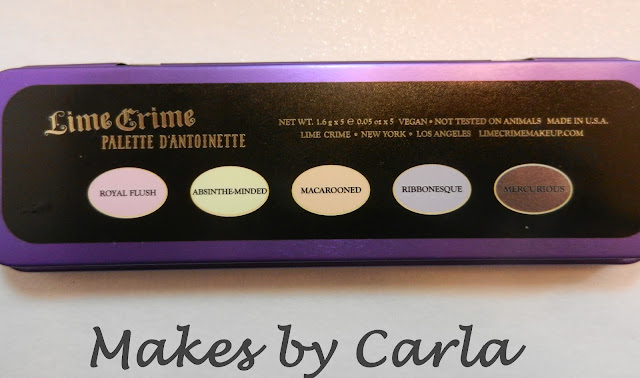 Lime Crime
PALETTE D'ANTOINETTE
NET WT. 1.6g x 5 ℮ 0.05 oz x 5 VEGAN • NOT TESTED ON ANIMALS MADE IN U.S.A.
LIME CRIME • NEW YORK • LOS ANGELES LIMECRIMEMAKEUP.COM
ROYAL FLUSH
ABSINTHE-MINDED
MACAROONED
RIBBONESQUE
MERCURIOUS
Makes by Carla